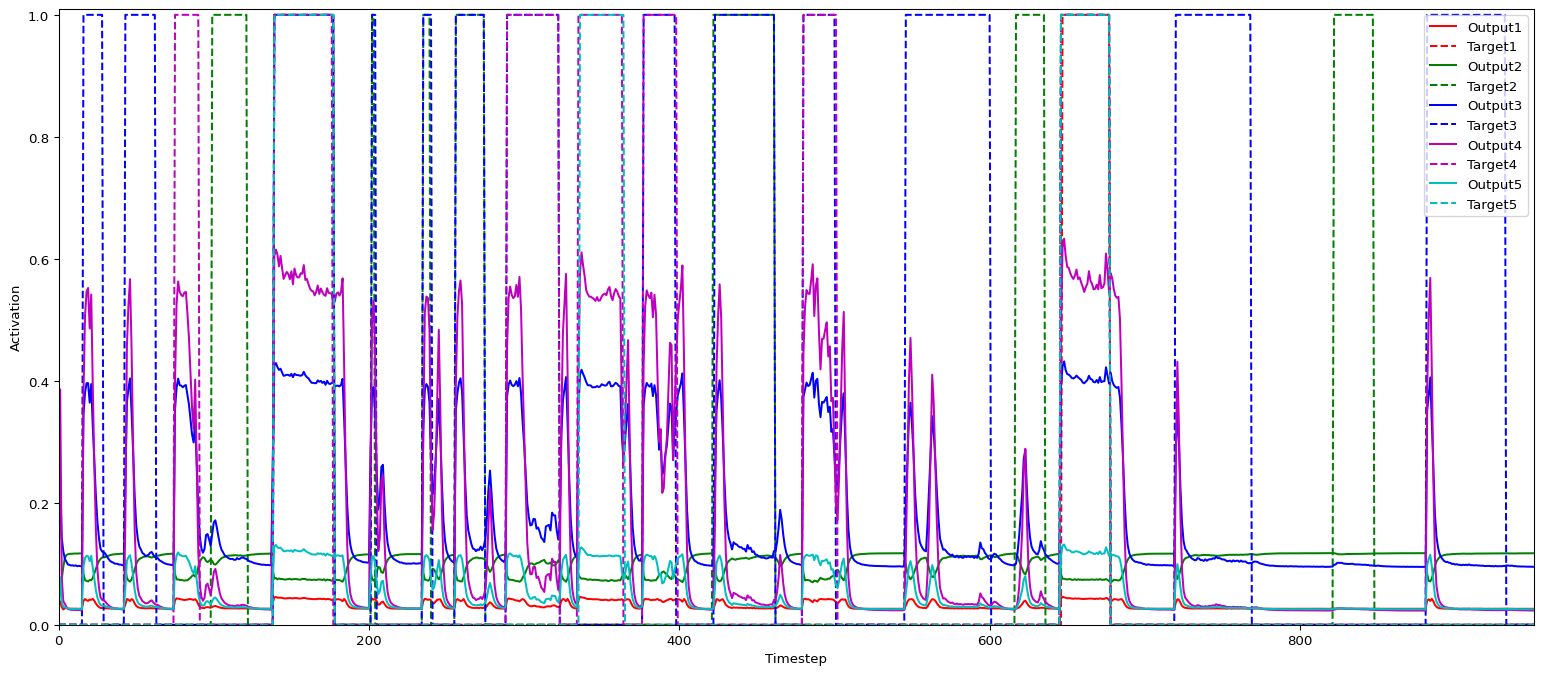 1.0
0.8
0.6
0.4
0.2
0.0
Activation
0
200
400
600
800
Timestep
Output1
Target1
Output2
Target2
Output3
Target3
Output4
Target4
Output5
Target5